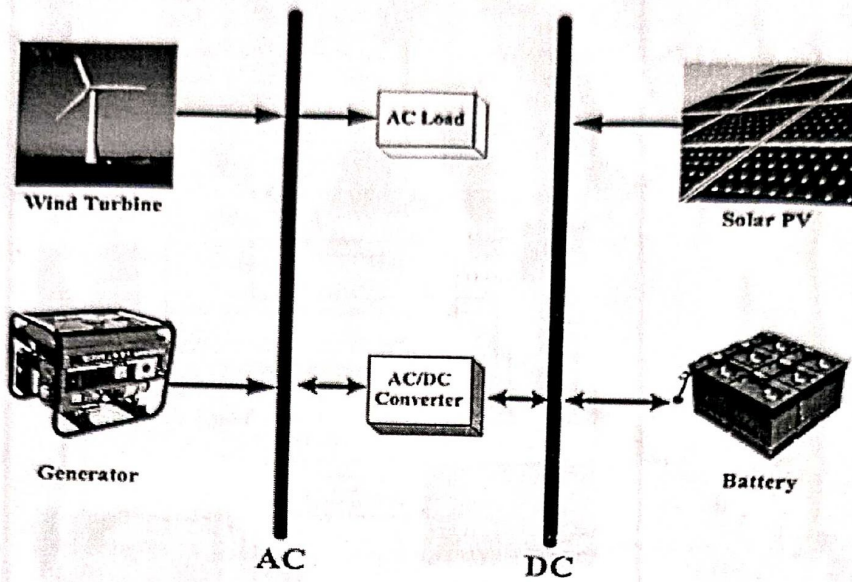 AC Load
Wind Turbine
Solar PV
AC/DC
Converter
Generator
Battery
AC
DC